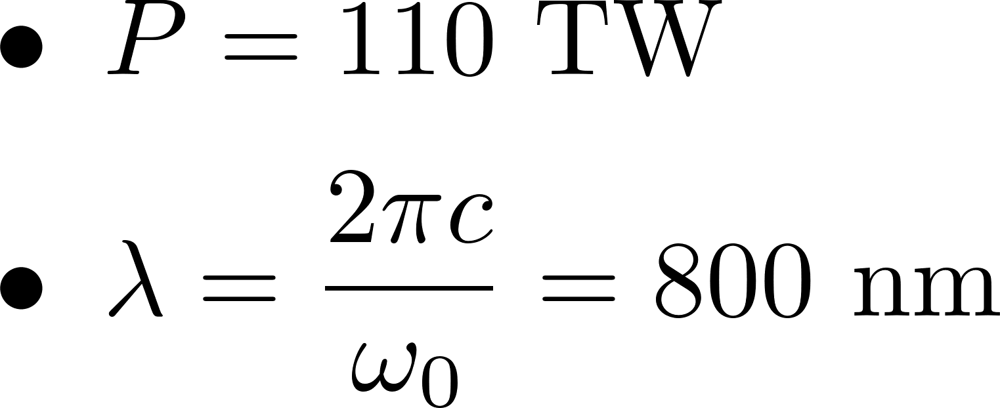 • P = 110 TW
• λ = 2πc/ω₀ = 800 nm